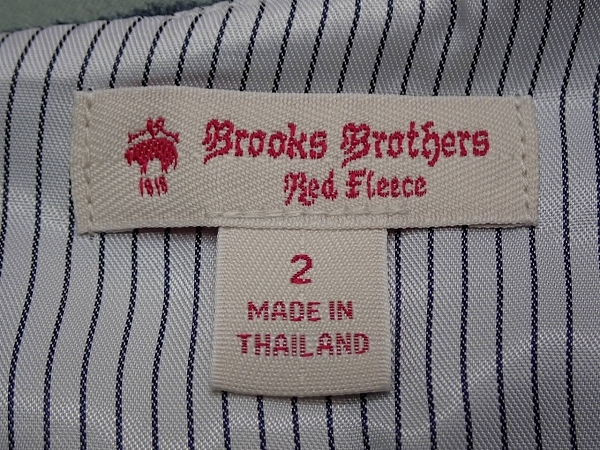 Brooks Brothers
1818
Red Fleece
2
MADE IN
THAILAND